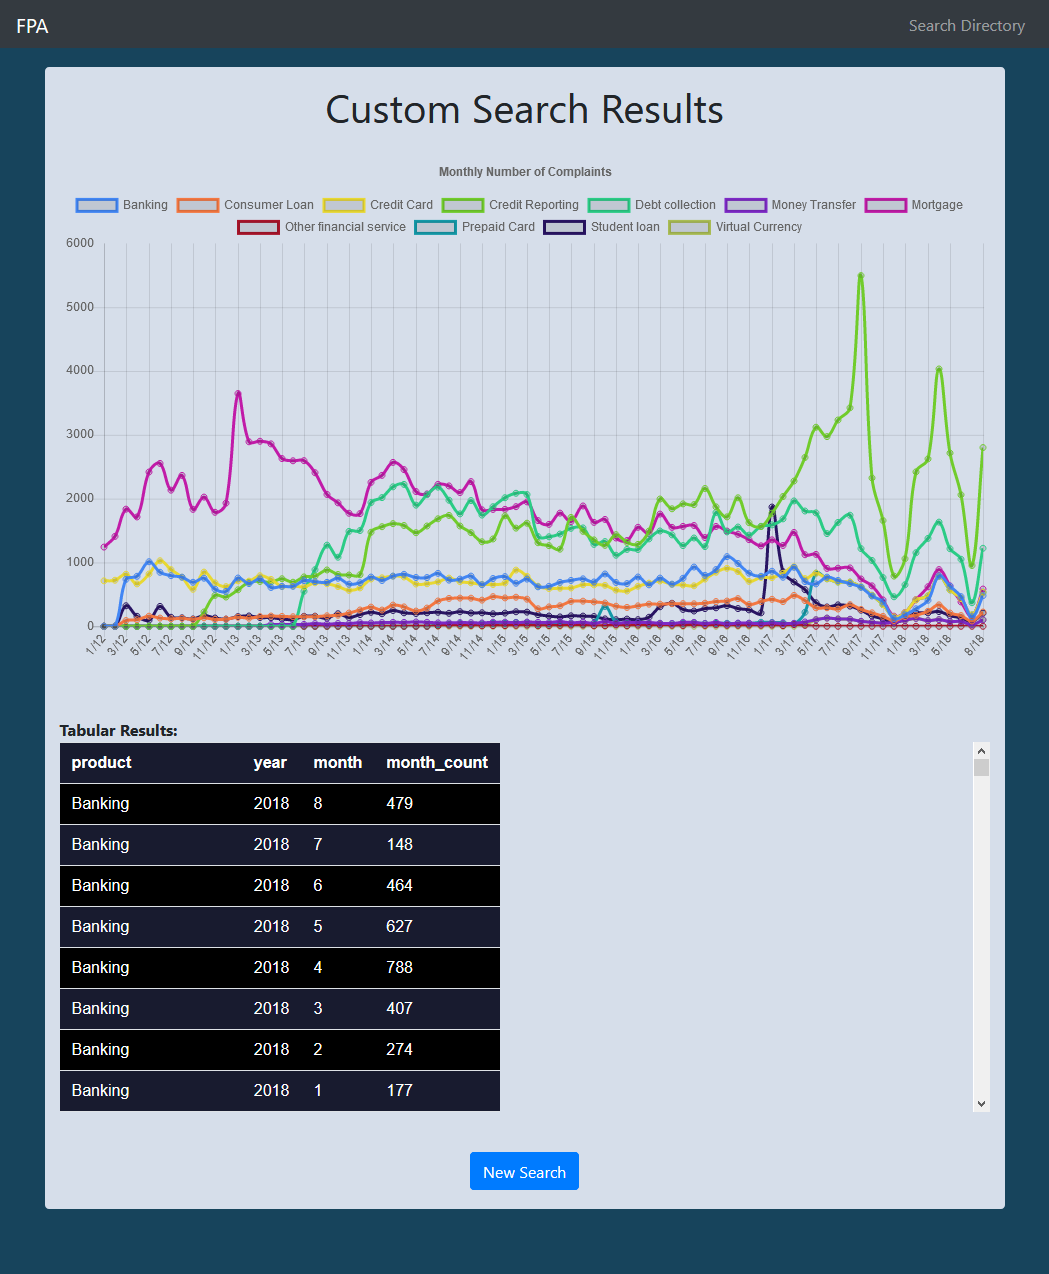 FPA Search Directory
Custom Search Results
Monthly Number of Complaints
Banking Consumer Loan Credit Card Credit Reporting Debt collection Money Transfer Mortgage
Other financial service Prepaid Card Student loan Virtual Currency
6000
5000
4000
3000
2000
1000
0
1/12 3/12 5/12 7/12 9/12 11/12 1/13 3/13 5/13 7/13 9/13 11/13 1/14 3/14 5/14 7/14 9/14 11/14 1/15 3/15 5/15 7/15 9/15 11/15 1/16 3/16 5/16 7/16 9/16 11/16 1/17 3/17 5/17 7/17 9/17 11/17 1/18 3/18 5/18 8/18
Tabular Results:
product year month month_count
Banking 2018 8 479
Banking 2018 7 148
Banking 2018 6 464
Banking 2018 5 627
Banking 2018 4 788
Banking 2018 3 407
Banking 2018 2 274
Banking 2018 1 177
New Search